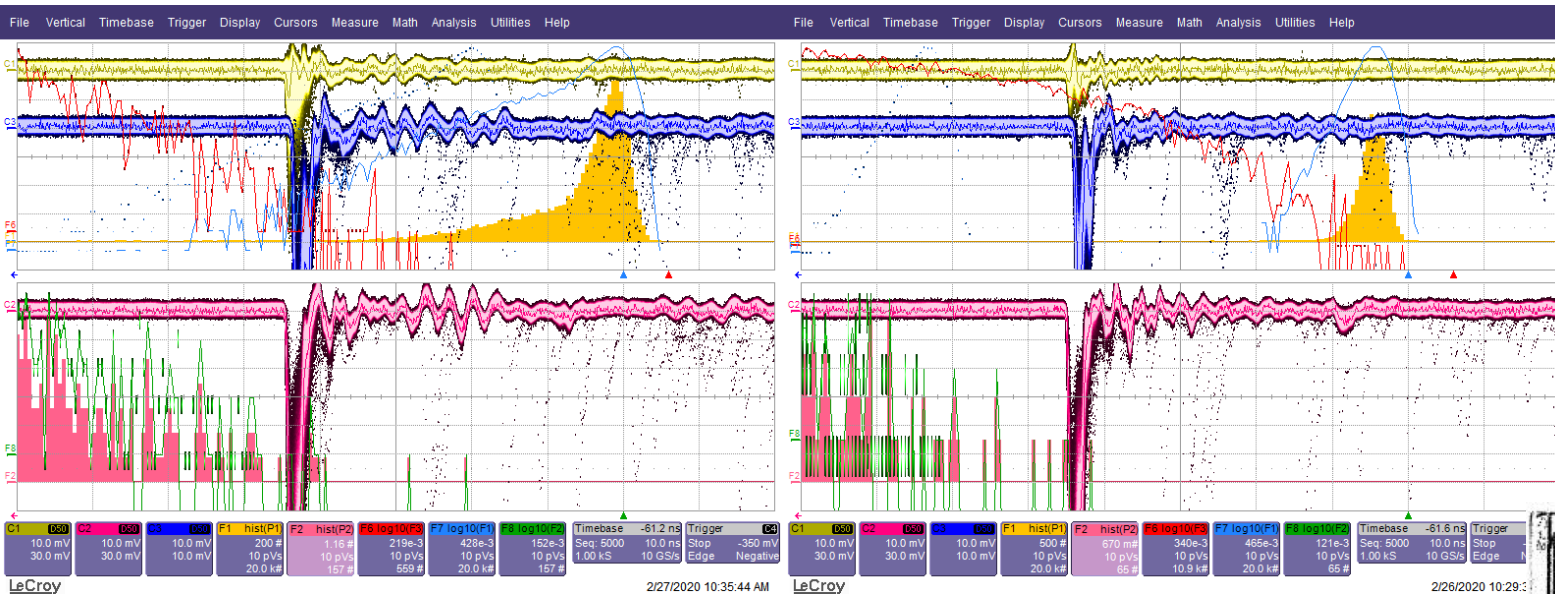 File Vertical Timebase Trigger Display Cursors Measure Math Analysis Utilities Help
C1
C3
F6
F7
C2
F8
F2
C1 D50 C2 D50 D50 F1 hist(P1) F2 hist(P2) F6 log10(F3 F7 log10(F1) F8 log10(F2) Timebase -61.2 ns Trigger C4
10.0 mV 10.0 mV 10.0 mV 200 # 1.16 # 219e-3 428e-3 152e-3 Seq: 5000 10.0 ns Stop -350 mV
30.0 mV 30.0 mV 10.0 mV 10 pVs 10 pVs 10 pVs 10 pVs 10 pVs 1.00 kS 10 GS/s Edge Negative
20.0 k# 157 # 559 # 20.0 k# 157 #
LeCroy 2/27/2020 10:35:44 AM
File Vertical Timebase Trigger Display Cursors Measure Math Analysis Utilities Help
C1
C3
C2
F8
F2
C1 D50 C2 D50 D50 F1 hist(P1) F2 hist(P2) F6 log10(F3 F7 log10(F1) F8 log10(F2) Timebase -61.6 ns Trigger
10.0 mV 10.0 mV 10.0 mV 500 # 670 m# 340e-3 465e-3 121e-3 Seq: 5000 10.0 ns Stop
30.0 mV 30.0 mV 10.0 mV 10 pVs 10 pVs 10 pVs 10 pVs 10 pVs 1.00 kS 10 GS/s Edge
20.0 k# 65 # 10.9 k# 20.0 k# 65 #
LeCroy 2/26/2020 10:29:3